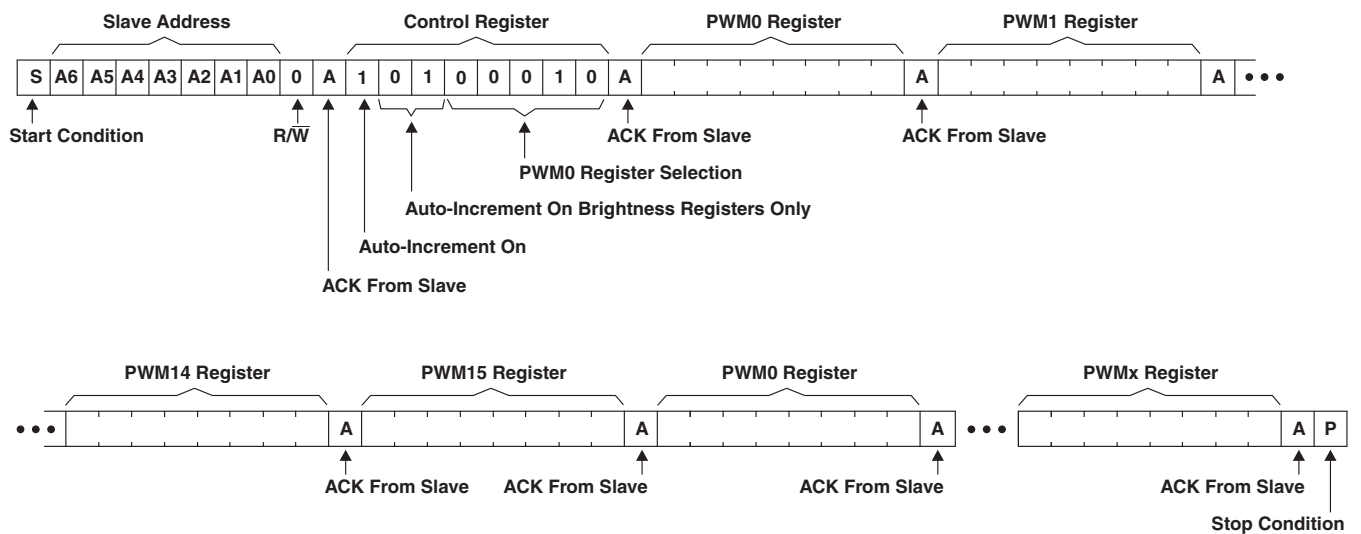 Slave Address Control Register PWM0 Register PWM1 Register
S A6 A5 A4 A3 A2 A1 A0 0 A 1 0 1 0 0 0 1 0 A A A
Start Condition R/W̅ ACK From Slave ACK From Slave
PWM0 Register Selection
Auto-Increment On Brightness Registers Only
Auto-Increment On
ACK From Slave
PWM14 Register PWM15 Register PWM0 Register PWMx Register
A A A A P
ACK From Slave ACK From Slave ACK From Slave ACK From Slave
Stop Condition